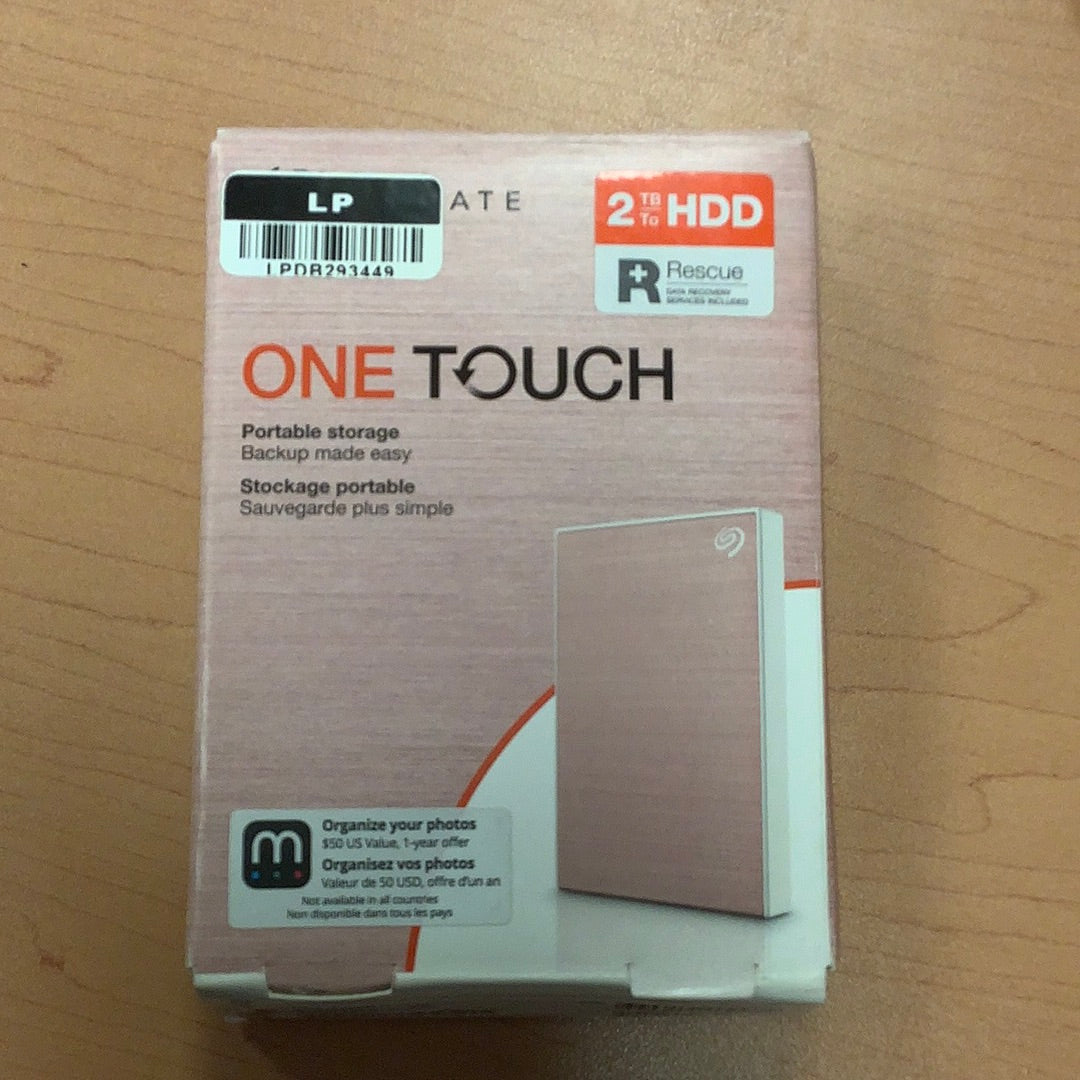 LP
LPDR293449
ATE
2 TB To HDD
R Rescue
DATA RECOVERY
SERVICES INCLUDED
ONE TOUCH
Portable storage
Backup made easy
Stockage portable
Sauvegarde plus simple
m
Organize your photos
$50 US Value, 1-year offer
Organisez vos photos
Valeur de 50 USD, offre d'un an
Not available in all countries
Non disponible dans tous les pays